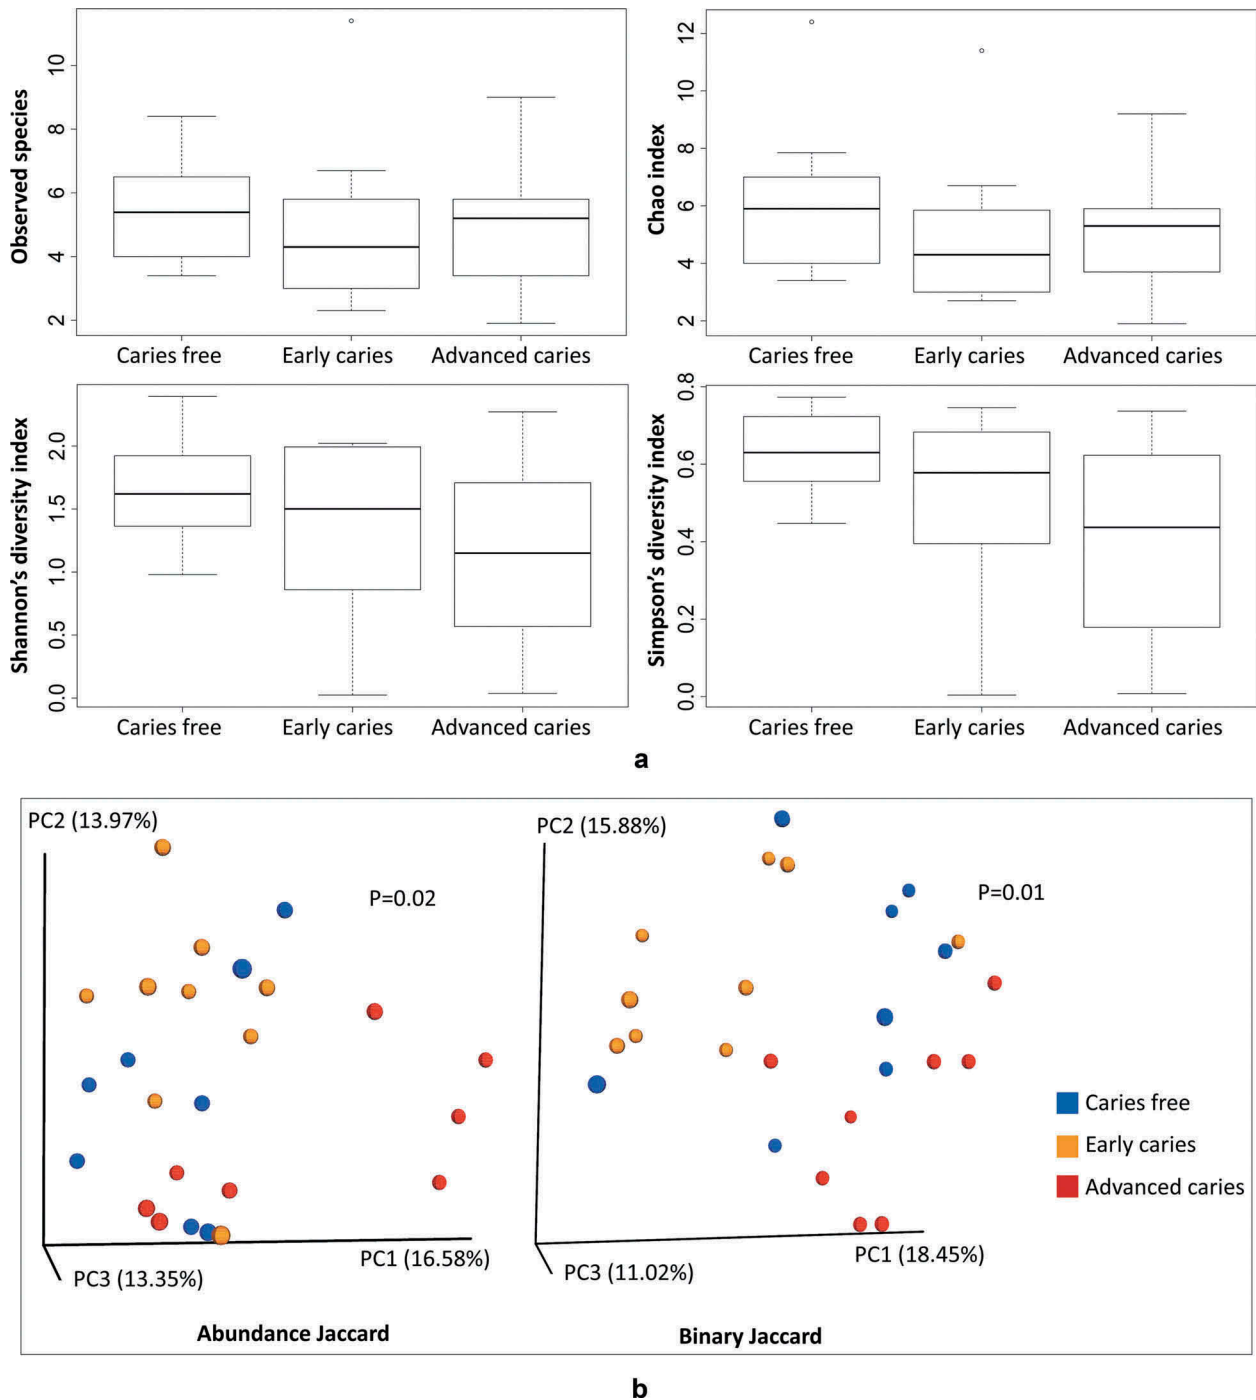 Observed species
10
8
6
4
2
Caries free
Early caries
Advanced caries
Chao index
12
10
8
6
4
2
Caries free
Early caries
Advanced caries
Shannon's diversity index
2.0
1.5
1.0
0.5
0.0
Caries free
Early caries
Advanced caries
Simpson's diversity index
0.8
0.6
0.4
0.2
0.0
Caries free
Early caries
Advanced caries
a
PC2 (13.97%)
P=0.02
PC1 (16.58%)
PC3 (13.35%)
Abundance Jaccard
PC2 (15.88%)
P=0.01
PC1 (18.45%)
PC3 (11.02%)
Binary Jaccard
Caries free
Early caries
Advanced caries
b